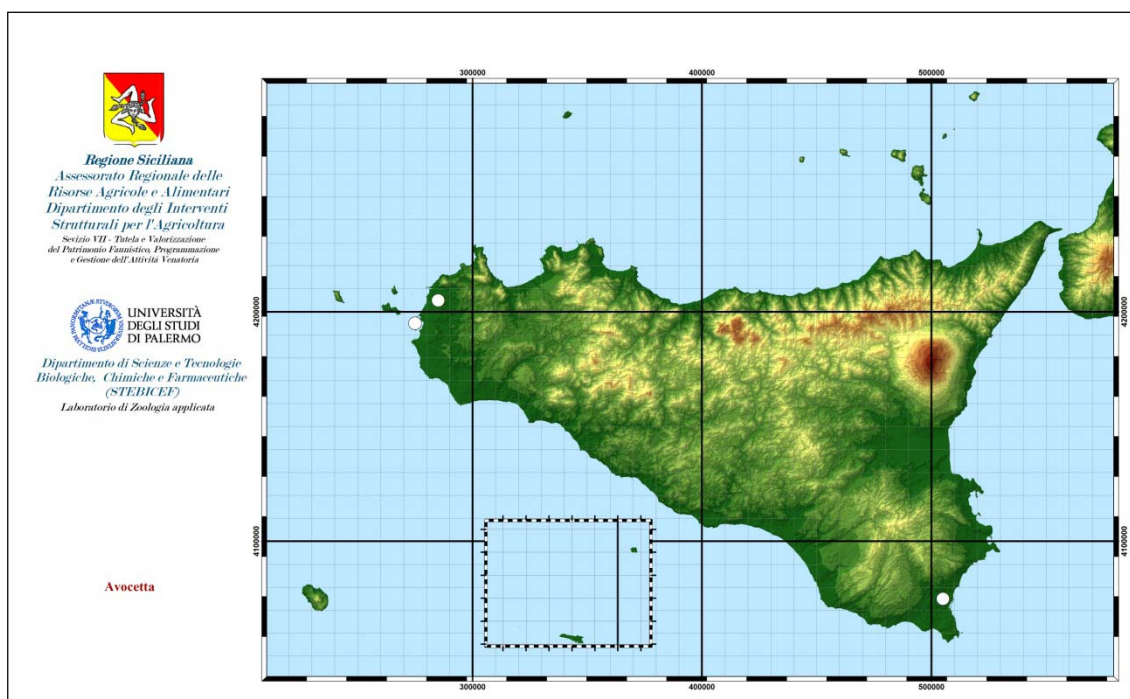 Regione Siciliana
Assessorato Regionale delle
Risorse Agricole e Alimentari
Dipartimento degli Interventi
Strutturali per l'Agricoltura
Sevizio VII - Tutela e Valorizzazione
del Patrimonio Faunistico, Programmazione
e Gestione dell'Attività Venatoria
UNIVERSITÀ
DEGLI STUDI
DI PALERMO
Dipartimento di Scienze e Tecnologie
Biologiche, Chimiche e Farmaceutiche
(STEBICEF)
Laboratorio di Zoologia applicata
Avocetta
300000
400000
500000
4200000
4200000
4100000
4100000
300000
400000
500000